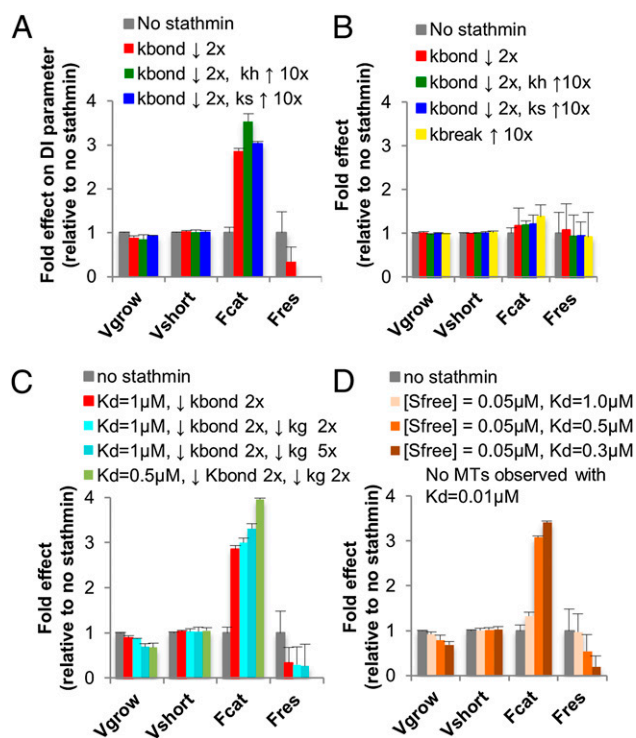 A
No stathmin
kbond ↓ 2x
kbond ↓ 2x, kh ↑ 10x
kbond ↓ 2x, ks ↑ 10x
Fold effect on DI parameter
(relative to no stathmin)
4
3
2
1
0
Vgrow
Vshort
Fcat
Fres
B
No stathmin
kbond ↓ 2x
kbond ↓ 2x, kh ↑10x
kbond ↓ 2x, ks ↑10x
kbreak ↑ 10x
Fold effect
(relative to no stathmin)
4
3
2
1
0
Vgrow
Vshort
Fcat
Fres
C
no stathmin
Kd=1µM, ↓ kbond 2x
Kd=1µM, ↓ kbond 2x, ↓ kg 2x
Kd=1µM, ↓ kbond 2x, ↓ kg 5x
Kd=0.5µM, ↓ Kbond 2x, ↓ kg 2x
Fold effect
(relative to no stathmin)
4
3
2
1
0
Vgrow
Vshort
Fcat
Fres
D
no stathmin
[Sfree] = 0.05µM, Kd=1.0µM
[Sfree] = 0.05µM, Kd=0.5µM
[Sfree] = 0.05µM, Kd=0.3µM
No MTs observed with
Kd=0.01µM
Fold effect
(relative to no stathmin)
4
3
2
1
0
Vgrow
Vshort
Fcat
Fres